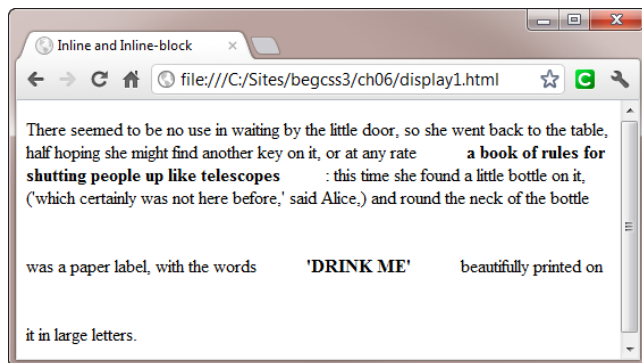 Inline and Inline-block
file:///C:/Sites/begcss3/ch06/display1.html
There seemed to be no use in waiting by the little door, so she went back to the table,
half hoping she might find another key on it, or at any rate a book of rules for
shutting people up like telescopes : this time she found a little bottle on it,
('which certainly was not here before,' said Alice,) and round the neck of the bottle
was a paper label, with the words 'DRINK ME' beautifully printed on
it in large letters.